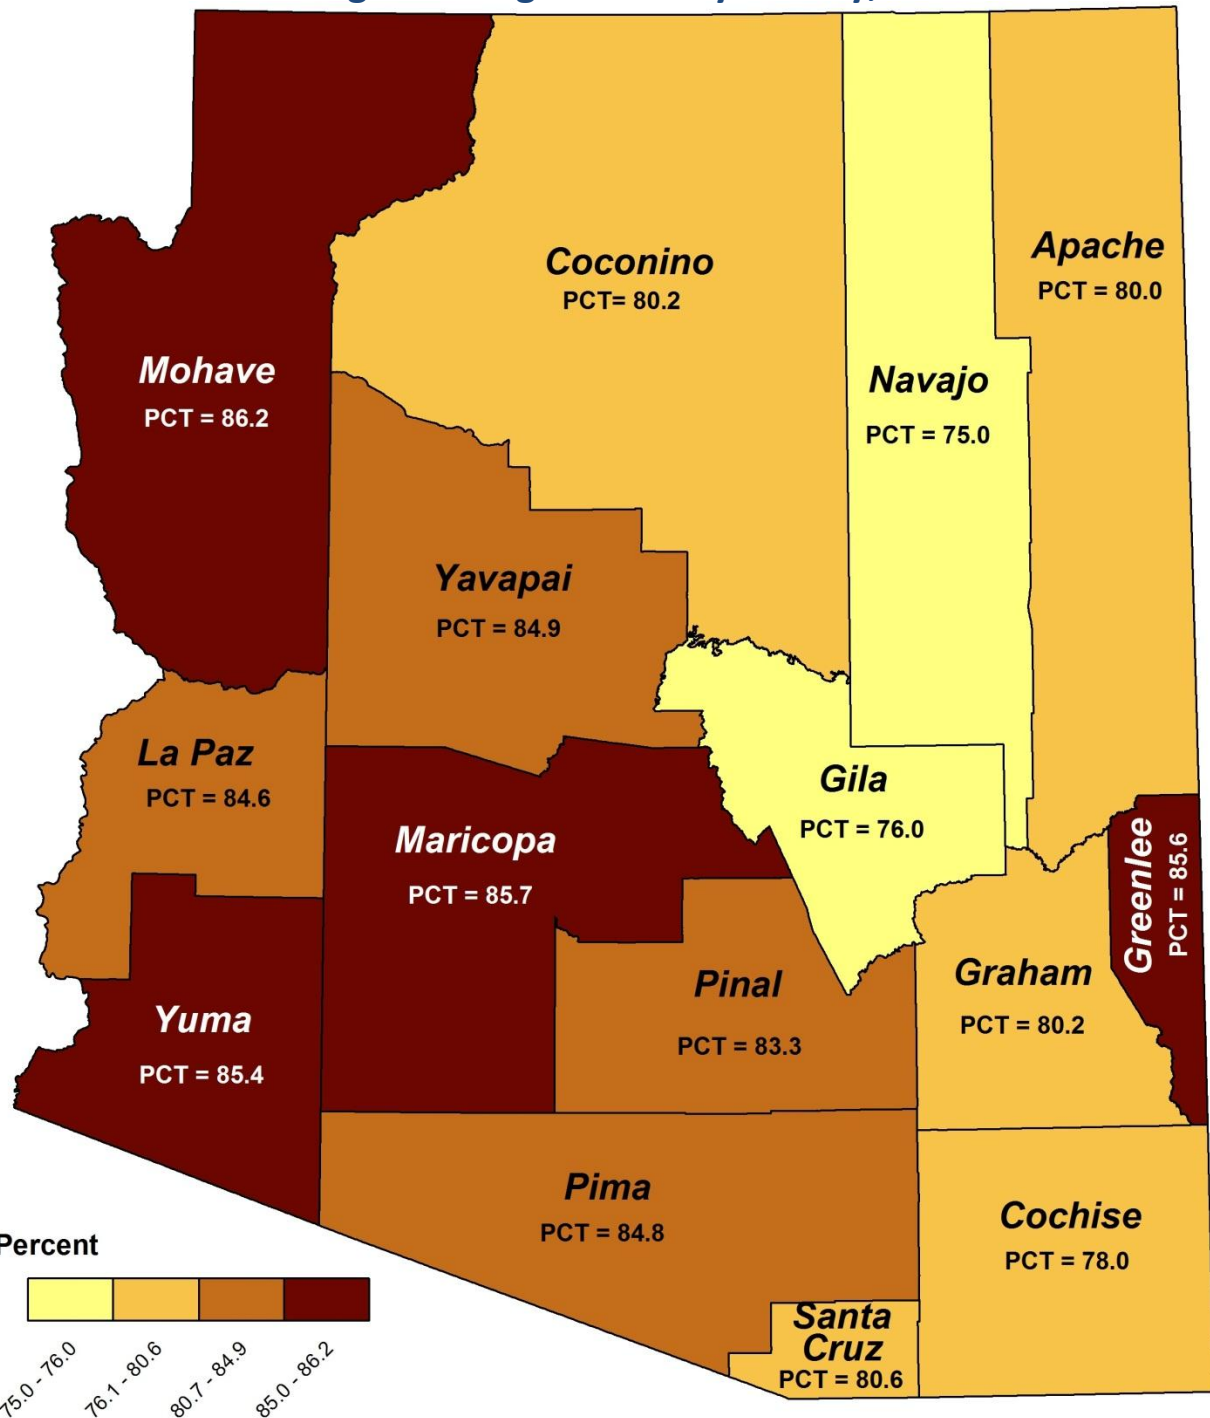 Coconino
PCT= 80.2
Apache
PCT = 80.0
Mohave
PCT = 86.2
Navajo
PCT = 75.0
Yavapai
PCT = 84.9
La Paz
PCT = 84.6
Gila
PCT = 76.0
Maricopa
PCT = 85.7
Greenlee
PCT = 85.6
Pinal
PCT = 83.3
Graham
PCT = 80.2
Yuma
PCT = 85.4
Pima
PCT = 84.8
Cochise
PCT = 78.0
Santa
Cruz
PCT = 80.6
Percent
75.0 - 76.0
76.1 - 80.6
80.7 - 84.9
85.0 - 86.2